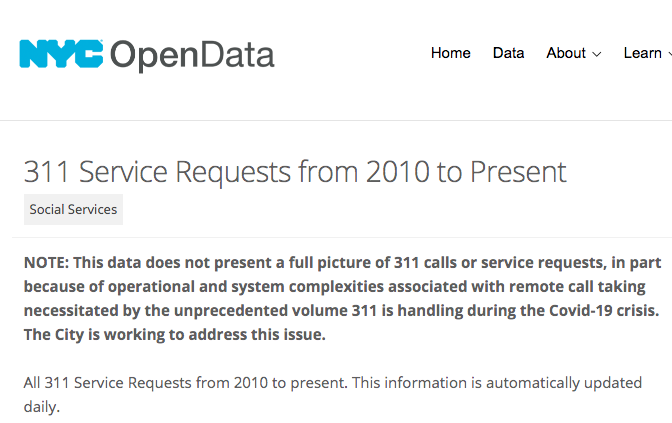 NYC OpenData
Home Data About Learn
311 Service Requests from 2010 to Present
Social Services
NOTE: This data does not present a full picture of 311 calls or service requests, in part
because of operational and system complexities associated with remote call taking
necessitated by the unprecedented volume 311 is handling during the Covid-19 crisis.
The City is working to address this issue.
All 311 Service Requests from 2010 to present. This information is automatically updated
daily.